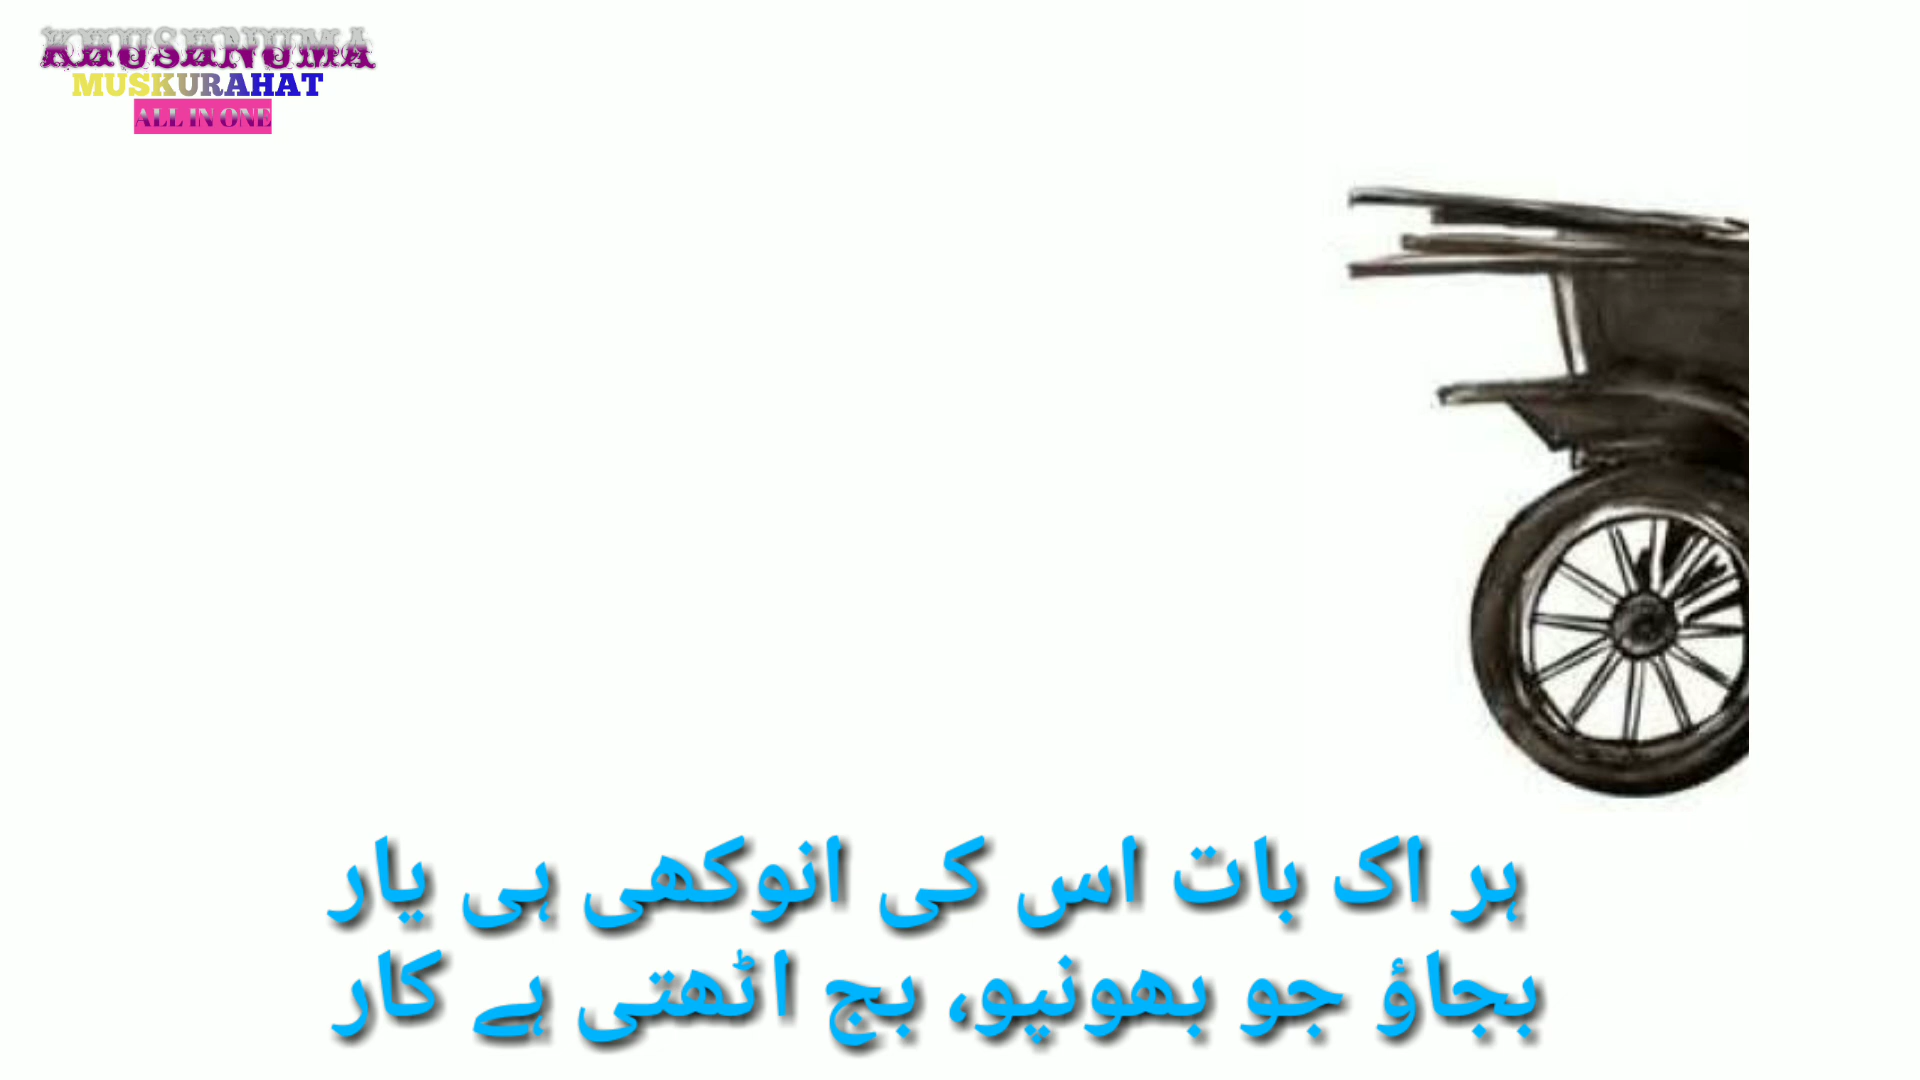 KHUSHNUMA
MUSKURAHAT
ALL IN ONE
ہر اک بات اس کی انوکھی ہی یار
بجاؤ جو بھونپو، بج اٹھتی ہے کار